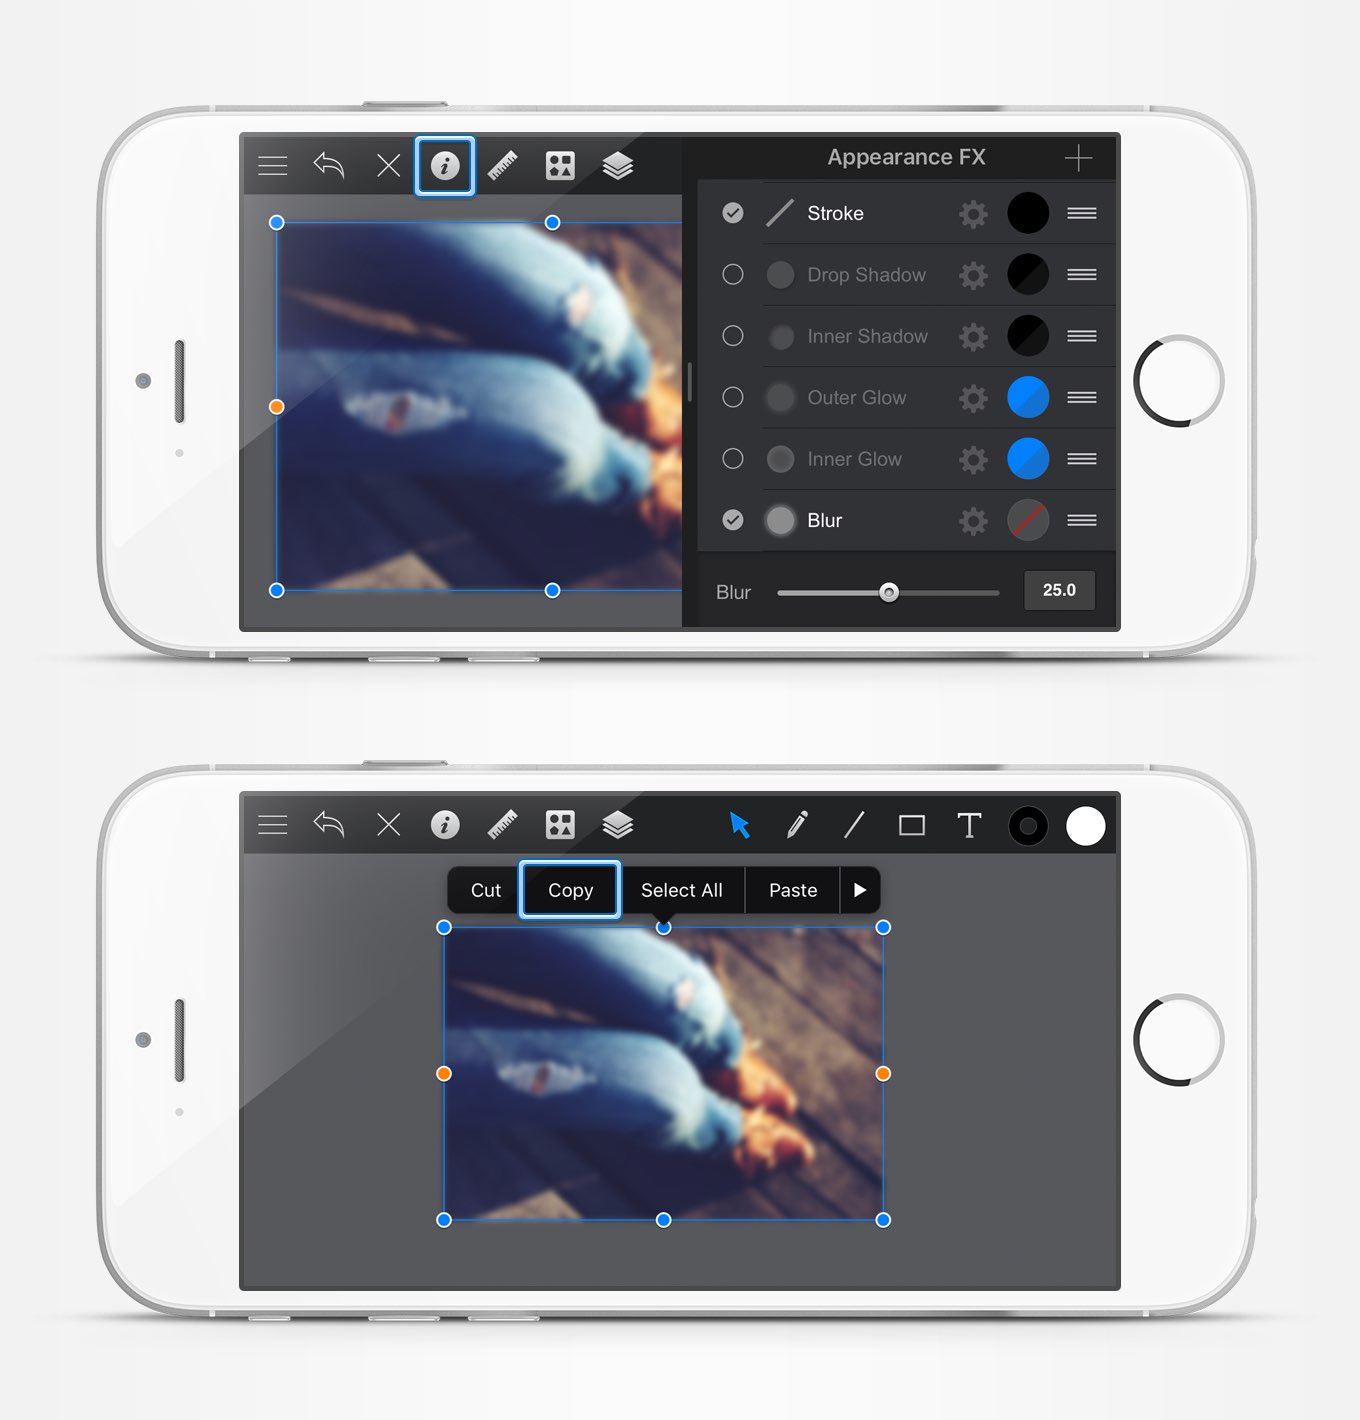 Appearance FX
Stroke
Drop Shadow
Inner Shadow
Outer Glow
Inner Glow
Blur
Blur 25.0
T
Cut Copy Select All Paste